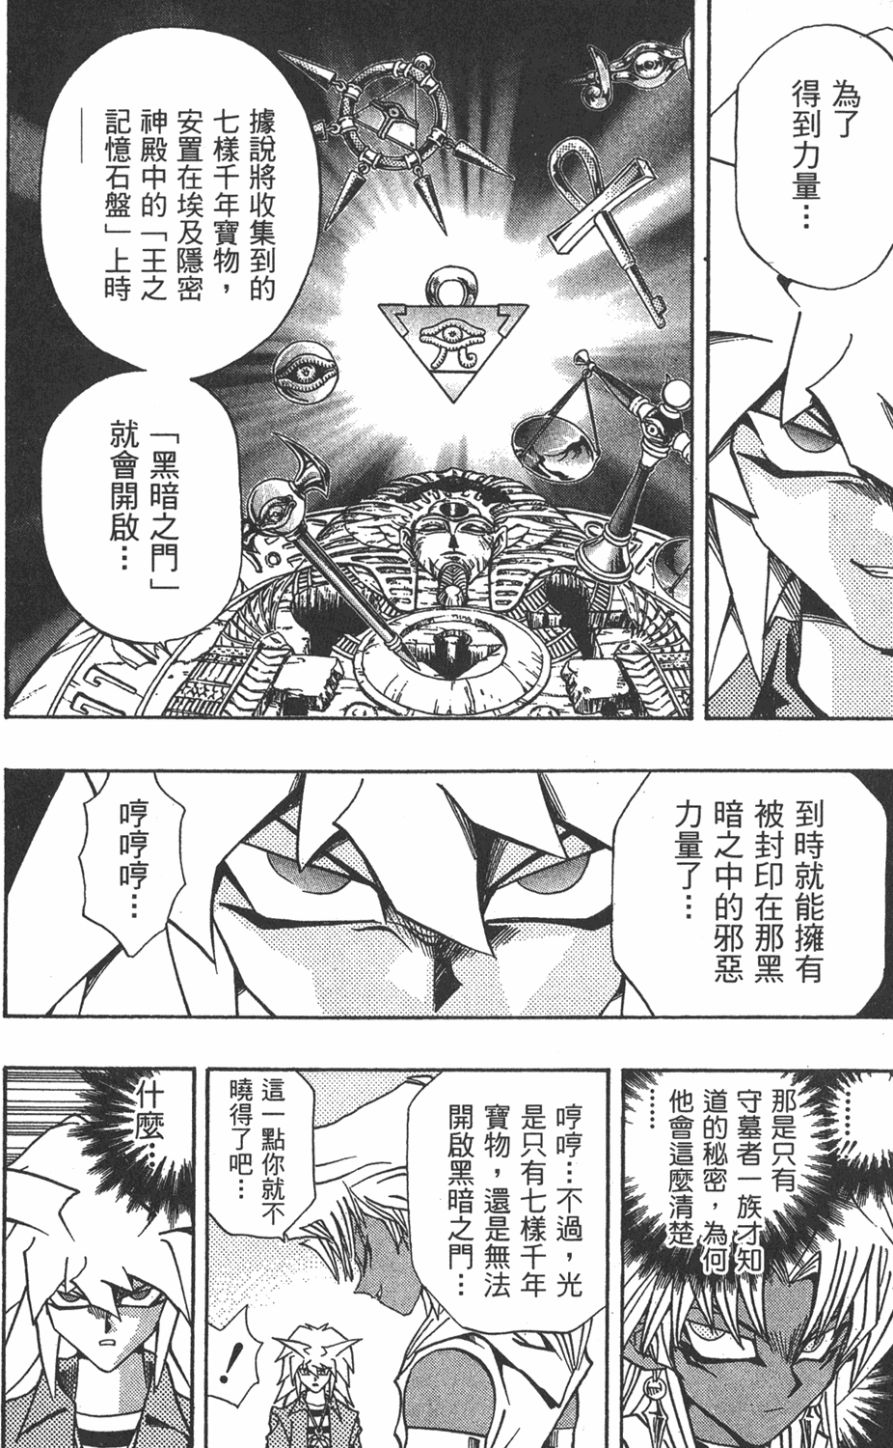 為了
得到力量…
據說將收集到的
七樣千年寶物，
安置在埃及隱密
神殿中的「王之
記憶石盤」上時
——
「黑暗之門」
就會開啟…
到時就能擁有
被封印在那黑
暗之中的邪惡
力量了…
哼哼哼…
………
那是只有
守墓者一族才知
道的秘密，為何
他會這麼清楚
……
哼哼…不過，光
是只有七樣千年
寶物，還是無法
開啟黑暗之門…
這一點你就不
曉得了吧…
！
什麼…